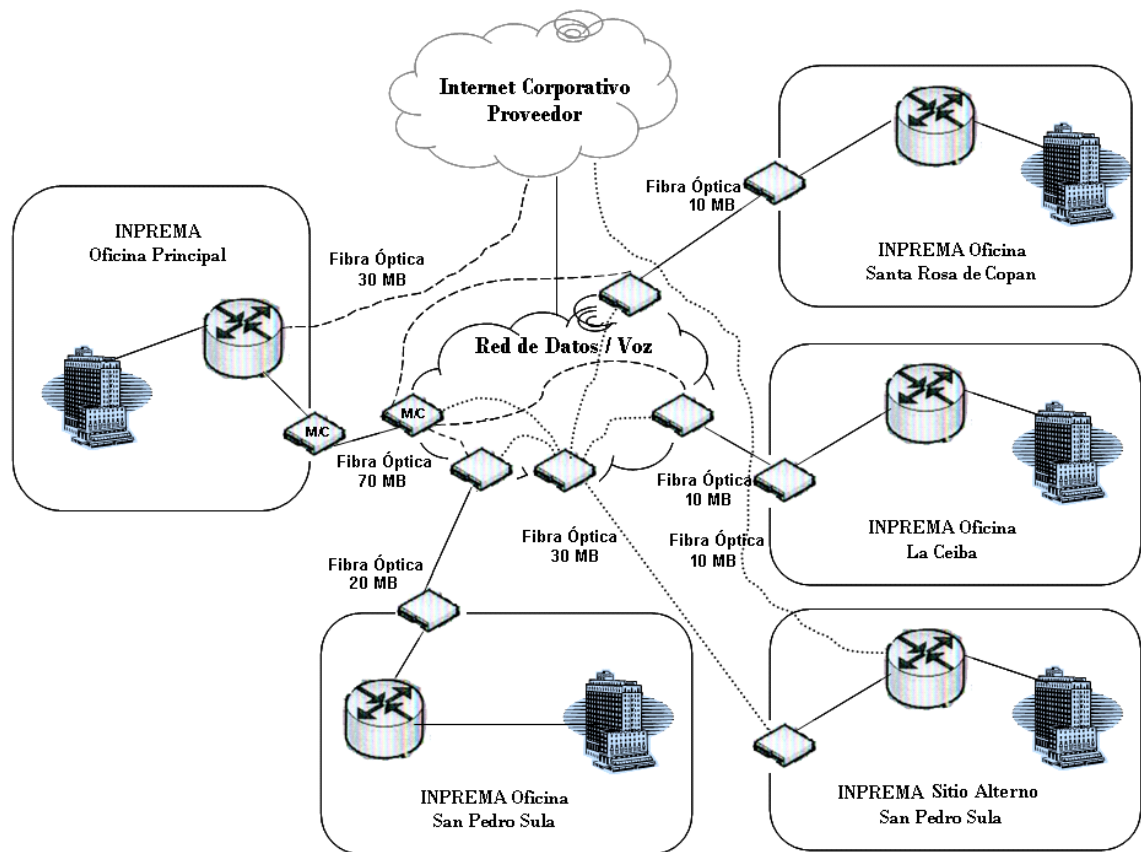 Internet Corporativo
Proveedor
Fibra Óptica
10 MB
INPREMA Oficina
Santa Rosa de Copan
INPREMA
Oficina Principal
Fibra Óptica
30 MB
Red de Datos / Voz
M/C
M/C
Fibra Óptica
70 MB
Fibra Óptica
10 MB
INPREMA Oficina
La Ceiba
Fibra Óptica
30 MB
Fibra Óptica
10 MB
Fibra Óptica
20 MB
INPREMA Oficina
San Pedro Sula
INPREMA Sitio Alterno
San Pedro Sula